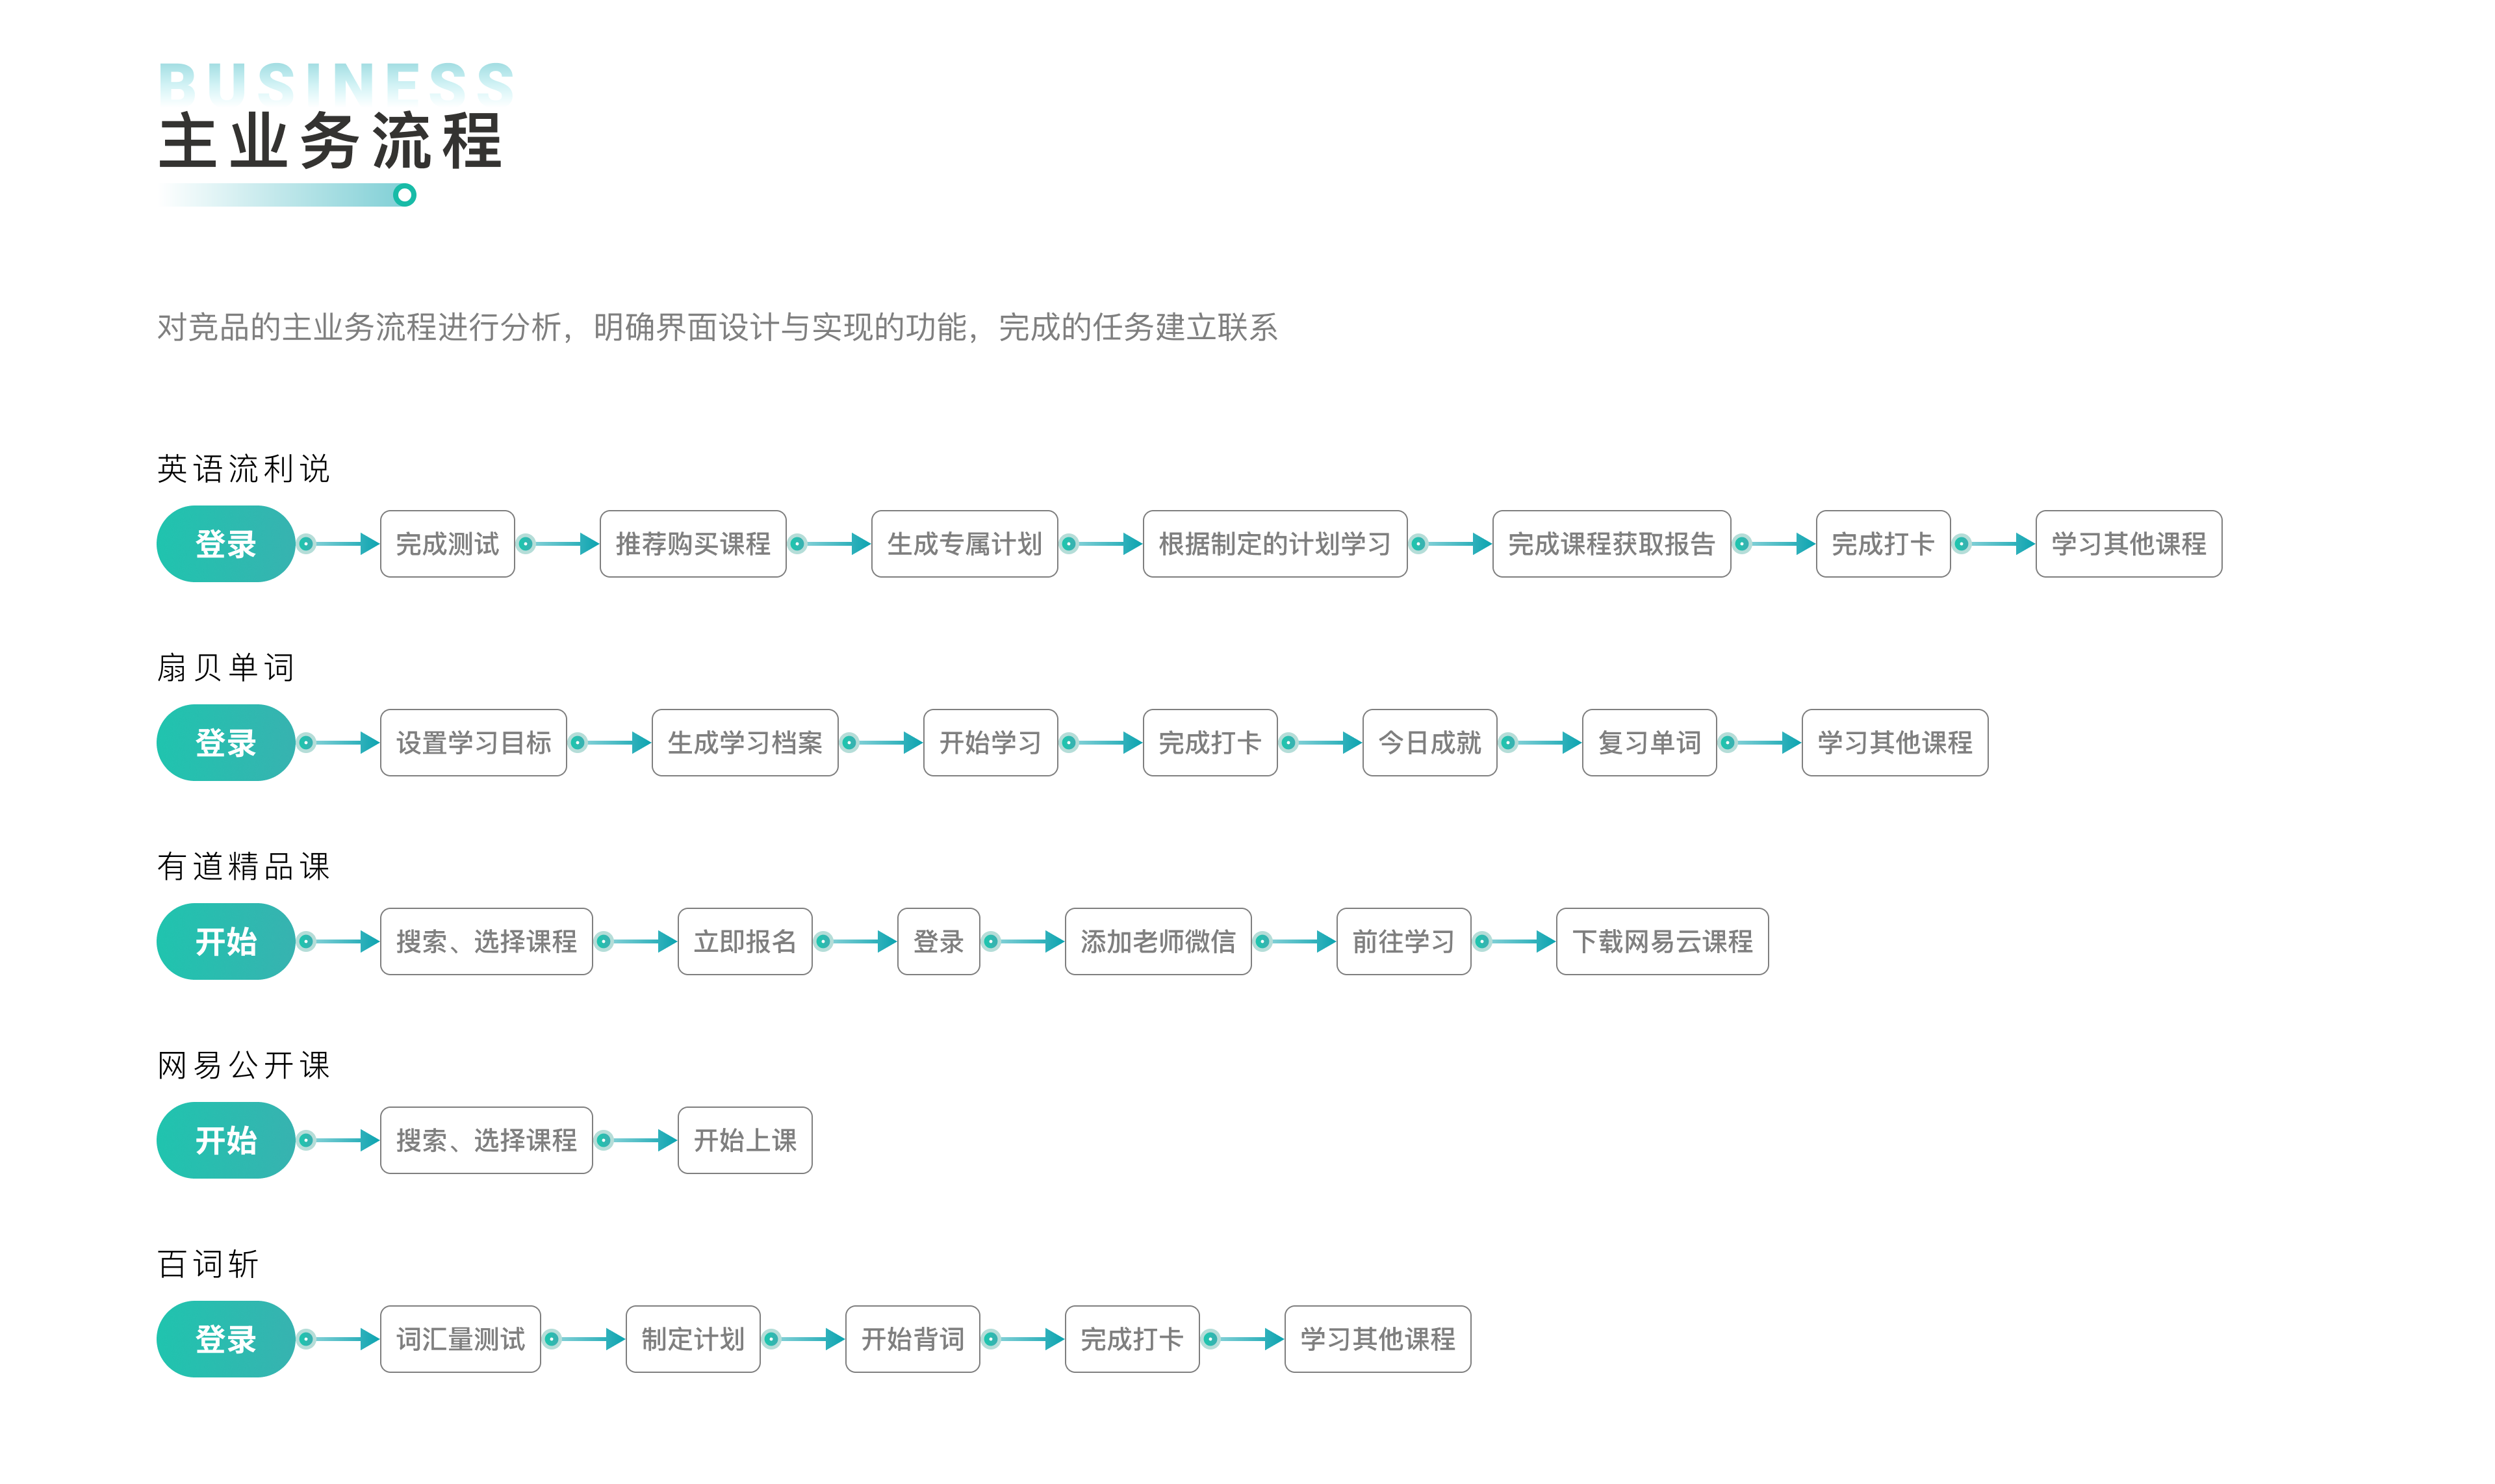 BUSINESS
主业务流程
对竞品的主业务流程进行分析，明确界面设计与实现的功能，完成的任务建立联系
英语流利说
登录 完成测试 推荐购买课程 生成专属计划 根据制定的计划学习 完成课程获取报告 完成打卡 学习其他课程
扇贝单词
登录 设置学习目标 生成学习档案 开始学习 完成打卡 今日成就 复习单词 学习其他课程
有道精品课
开始 搜索、选择课程 立即报名 登录 添加老师微信 前往学习 下载网易云课程
网易公开课
开始 搜索、选择课程 开始上课
百词斩
登录 词汇量测试 制定计划 开始背词 完成打卡 学习其他课程